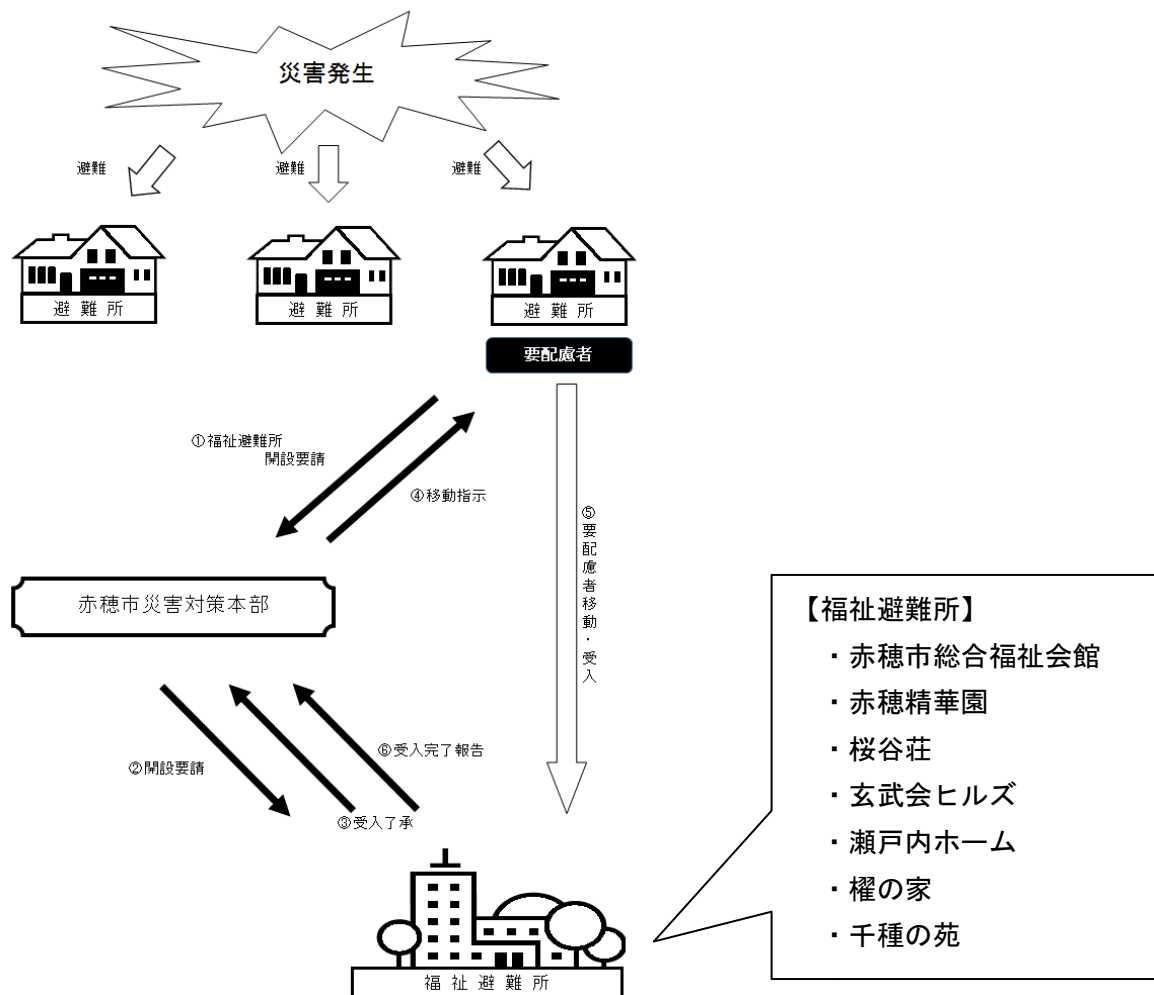 災害発生
避難
避難
避難
避難所
避難所
避難所
要配慮者
①福祉避難所
開設要請
④移動指示
⑤要配慮者移動・受入
赤穂市災害対策本部
②開設要請
⑥受入完了報告
③受入了承
福祉避難所
【福祉避難所】
・赤穂市総合福祉会館
・赤穂精華園
・桜谷荘
・玄武会ヒルズ
・瀬戸内ホーム
・櫂の家
・千種の苑